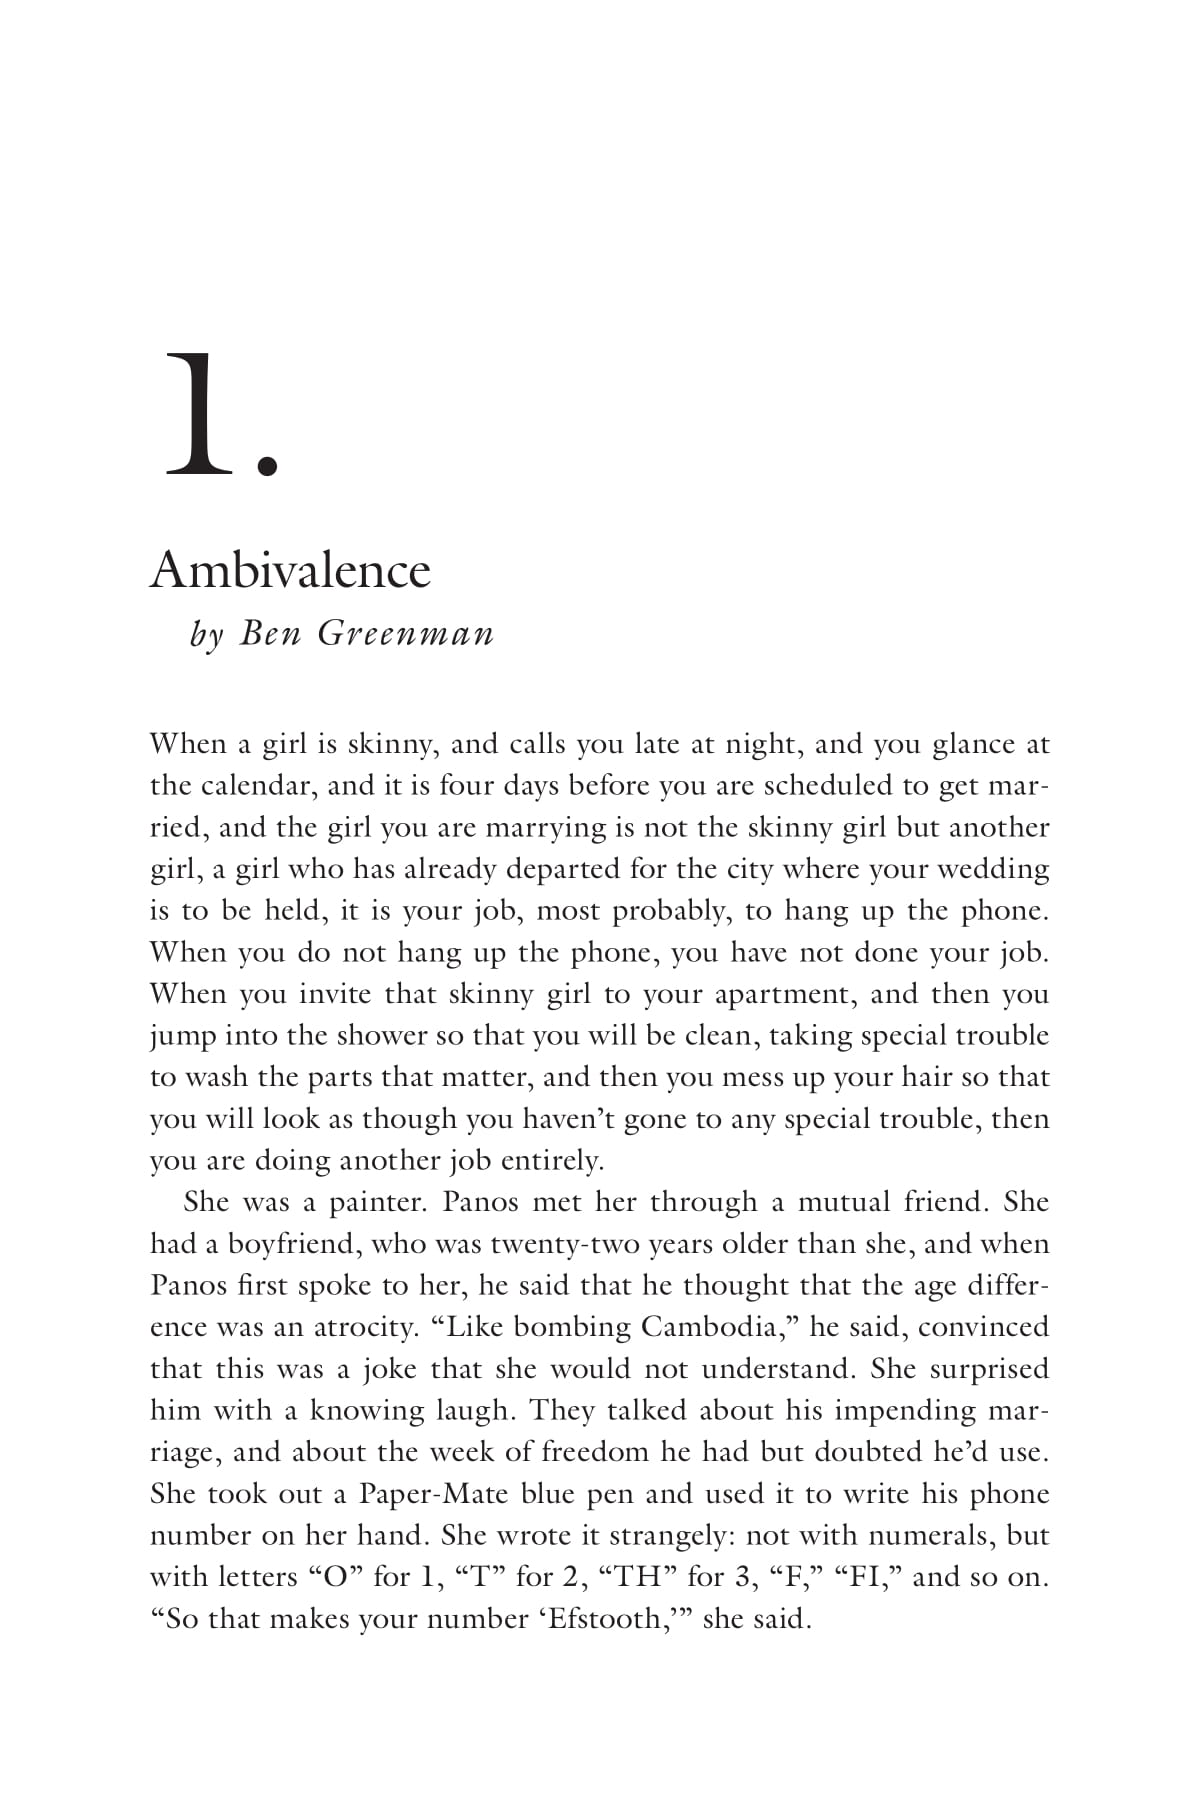 1.
Ambivalence
by Ben Greenman
When a girl is skinny, and calls you late at night, and you glance at
the calendar, and it is four days before you are scheduled to get mar-
ried, and the girl you are marrying is not the skinny girl but another
girl, a girl who has already departed for the city where your wedding
is to be held, it is your job, most probably, to hang up the phone.
When you do not hang up the phone, you have not done your job.
When you invite that skinny girl to your apartment, and then you
jump into the shower so that you will be clean, taking special trouble
to wash the parts that matter, and then you mess up your hair so that
you will look as though you haven’t gone to any special trouble, then
you are doing another job entirely.
She was a painter. Panos met her through a mutual friend. She
had a boyfriend, who was twenty-two years older than she, and when
Panos first spoke to her, he said that he thought that the age differ-
ence was an atrocity. “Like bombing Cambodia,” he said, convinced
that this was a joke that she would not understand. She surprised
him with a knowing laugh. They talked about his impending mar-
riage, and about the week of freedom he had but doubted he’d use.
She took out a Paper-Mate blue pen and used it to write his phone
number on her hand. She wrote it strangely: not with numerals, but
with letters “O” for 1, “T” for 2, “TH” for 3, “F,” “FI,” and so on.
“So that makes your number ‘Efstooth,’” she said.